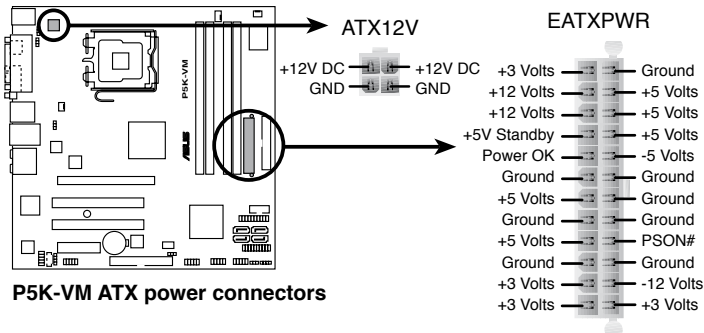 ATX12V
+12V DC +12V DC
GND GND
EATXPWR
+3 Volts Ground
+12 Volts +5 Volts
+12 Volts +5 Volts
+5V Standby +5 Volts
Power OK -5 Volts
Ground Ground
+5 Volts Ground
Ground Ground
+5 Volts PSON#
Ground Ground
+3 Volts -12 Volts
+3 Volts +3 Volts
P5K-VM
ASUS
P5K-VM ATX power connectors